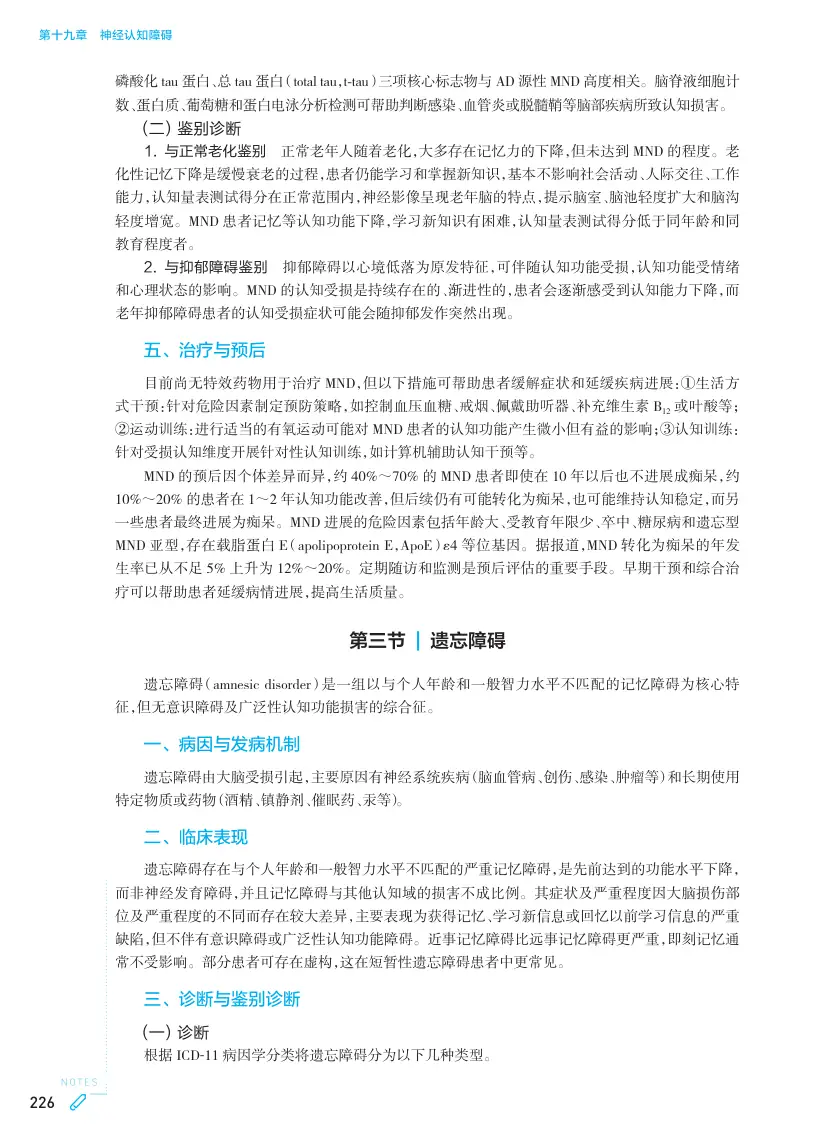 第十九章　神经认知障碍
磷酸化 tau 蛋白、总 tau 蛋白（total tau，t-tau）三项核心标志物与 AD 源性 MND 高度相关。脑脊液细胞计
数、蛋白质、葡萄糖和蛋白电泳分析检测可帮助判断感染、血管炎或脱髓鞘等脑部疾病所致认知损害。
（二）鉴别诊断
1. 与正常老化鉴别　正常老年人随着老化，大多存在记忆力的下降，但未达到 MND 的程度。老
化性记忆下降是缓慢衰老的过程，患者仍能学习和掌握新知识，基本不影响社会活动、人际交往、工作
能力，认知量表测试得分在正常范围内，神经影像呈现老年脑的特点，提示脑室、脑池轻度扩大和脑沟
轻度增宽。MND 患者记忆等认知功能下降，学习新知识有困难，认知量表测试得分低于同年龄和同
教育程度者。
2. 与抑郁障碍鉴别　抑郁障碍以心境低落为原发特征，可伴随认知功能受损，认知功能受情绪
和心理状态的影响。MND 的认知受损是持续存在的、渐进性的，患者会逐渐感受到认知能力下降，而
老年抑郁障碍患者的认知受损症状可能会随抑郁发作突然出现。
五、治疗与预后
目前尚无特效药物用于治疗 MND，但以下措施可帮助患者缓解症状和延缓疾病进展：①生活方
式干预：针对危险因素制定预防策略，如控制血压血糖、戒烟、佩戴助听器、补充维生素 B₁₂ 或叶酸等；
②运动训练：进行适当的有氧运动可能对 MND 患者的认知功能产生微小但有益的影响；③认知训练：
针对受损认知维度开展针对性认知训练，如计算机辅助认知干预等。
MND 的预后因个体差异而异，约 40%～70% 的 MND 患者即使在 10 年以后也不进展成痴呆，约
10%～20% 的患者在 1～2 年认知功能改善，但后续仍有可能转化为痴呆，也可能维持认知稳定，而另
一些患者最终进展为痴呆。MND 进展的危险因素包括年龄大、受教育年限少、卒中、糖尿病和遗忘型
MND 亚型，存在载脂蛋白 E（apolipoprotein E，ApoE）ε4 等位基因。据报道，MND 转化为痴呆的年发
生率已从不足 5% 上升为 12%～20%。定期随访和监测是预后评估的重要手段。早期干预和综合治
疗可以帮助患者延缓病情进展，提高生活质量。
第三节 | 遗忘障碍
遗忘障碍（amnesic disorder）是一组以与个人年龄和一般智力水平不匹配的记忆障碍为核心特
征，但无意识障碍及广泛性认知功能损害的综合征。
一、病因与发病机制
遗忘障碍由大脑受损引起，主要原因有神经系统疾病（脑血管病、创伤、感染、肿瘤等）和长期使用
特定物质或药物（酒精、镇静剂、催眠药、汞等）。
二、临床表现
遗忘障碍存在与个人年龄和一般智力水平不匹配的严重记忆障碍，是先前达到的功能水平下降，
而非神经发育障碍，并且记忆障碍与其他认知域的损害不成比例。其症状及严重程度因大脑损伤部
位及严重程度的不同而存在较大差异，主要表现为获得记忆、学习新信息或回忆以前学习信息的严重
缺陷，但不伴有意识障碍或广泛性认知功能障碍。近事记忆障碍比远事记忆障碍更严重，即刻记忆通
常不受影响。部分患者可存在虚构，这在短暂性遗忘障碍患者中更常见。
三、诊断与鉴别诊断
（一）诊断
根据 ICD-11 病因学分类将遗忘障碍分为以下几种类型。
NOTES
226